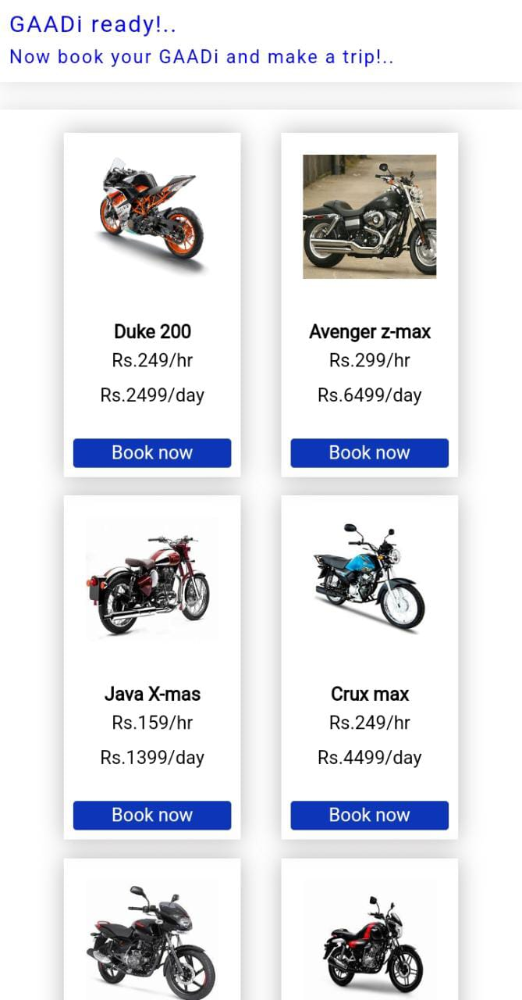 GAADi ready!..
Now book your GAADi and make a trip!..
Duke 200
Rs.249/hr
Rs.2499/day
Book now
Avenger z-max
Rs.299/hr
Rs.6499/day
Book now
Java X-mas
Rs.159/hr
Rs.1399/day
Book now
Crux max
Rs.249/hr
Rs.4499/day
Book now